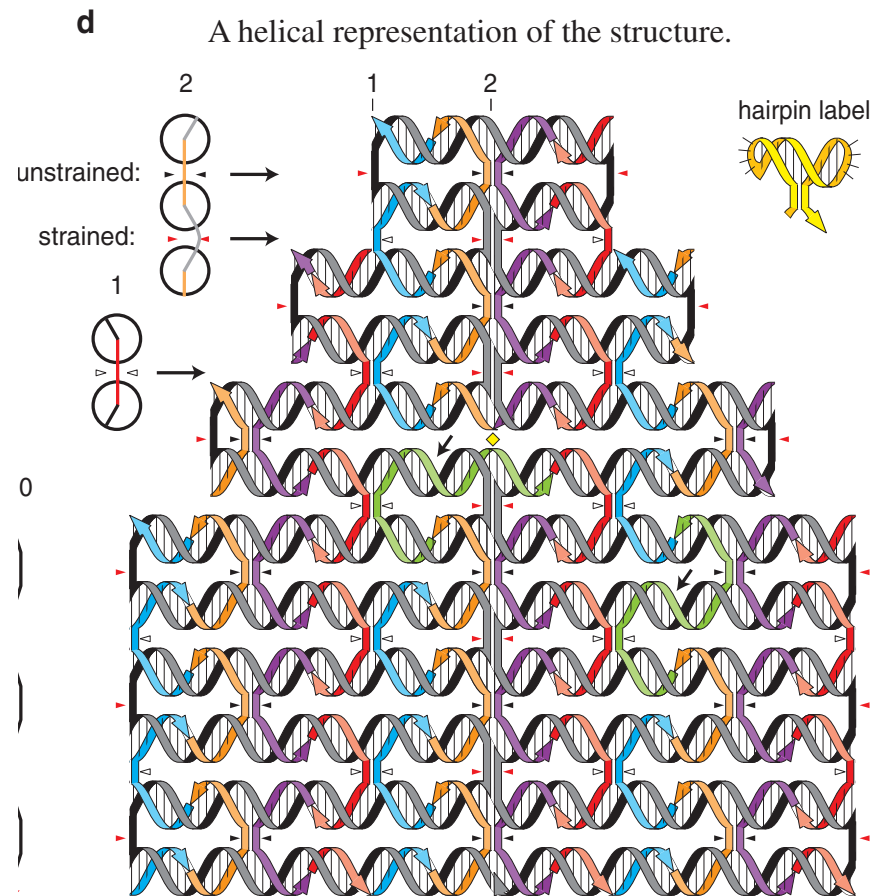 d
A helical representation of the structure.
2
1
2
hairpin label
unstrained:
strained:
1
0